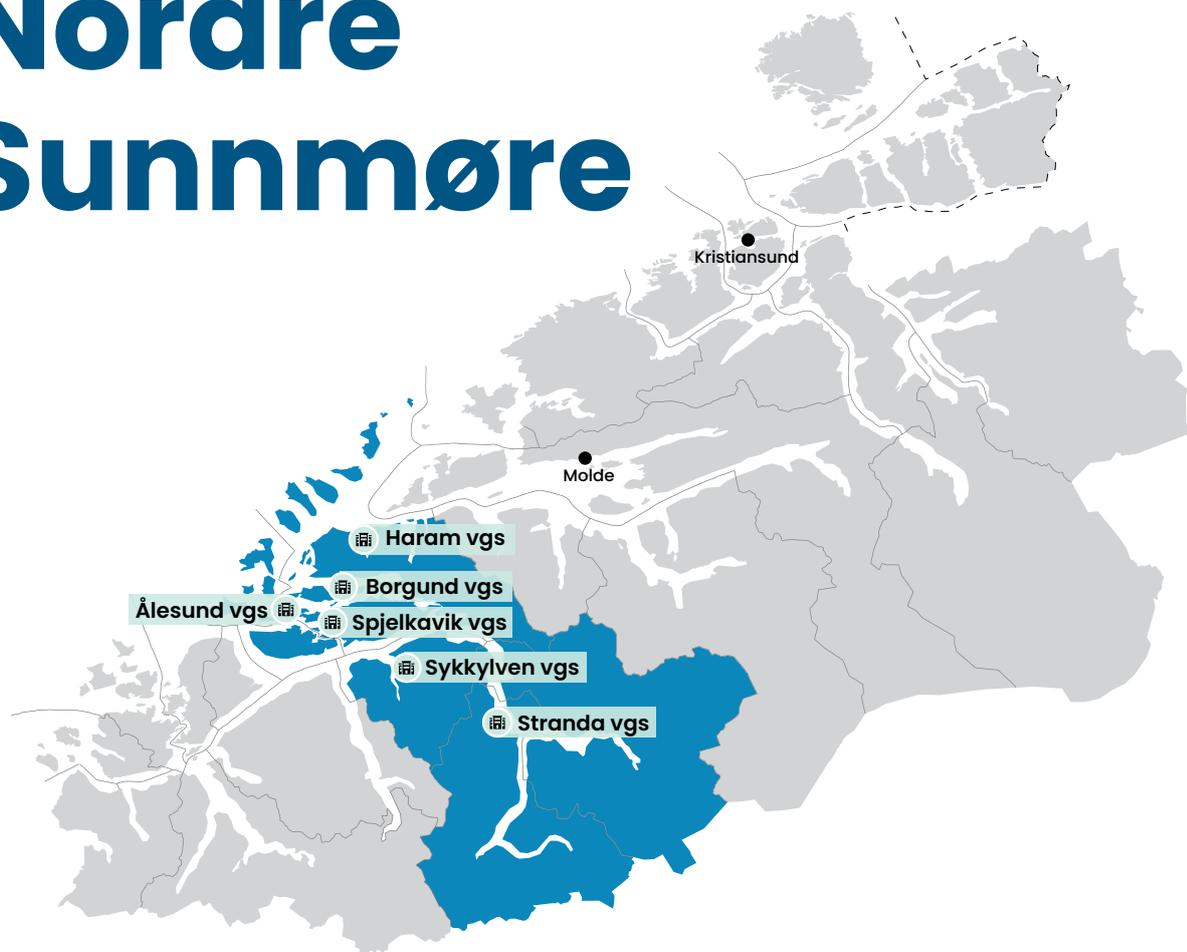 Nordre
Sunnmøre
Kristiansund
Molde
Haram vgs
Borgund vgs
Ålesund vgs
Spjelkavik vgs
Sykkylven vgs
Stranda vgs